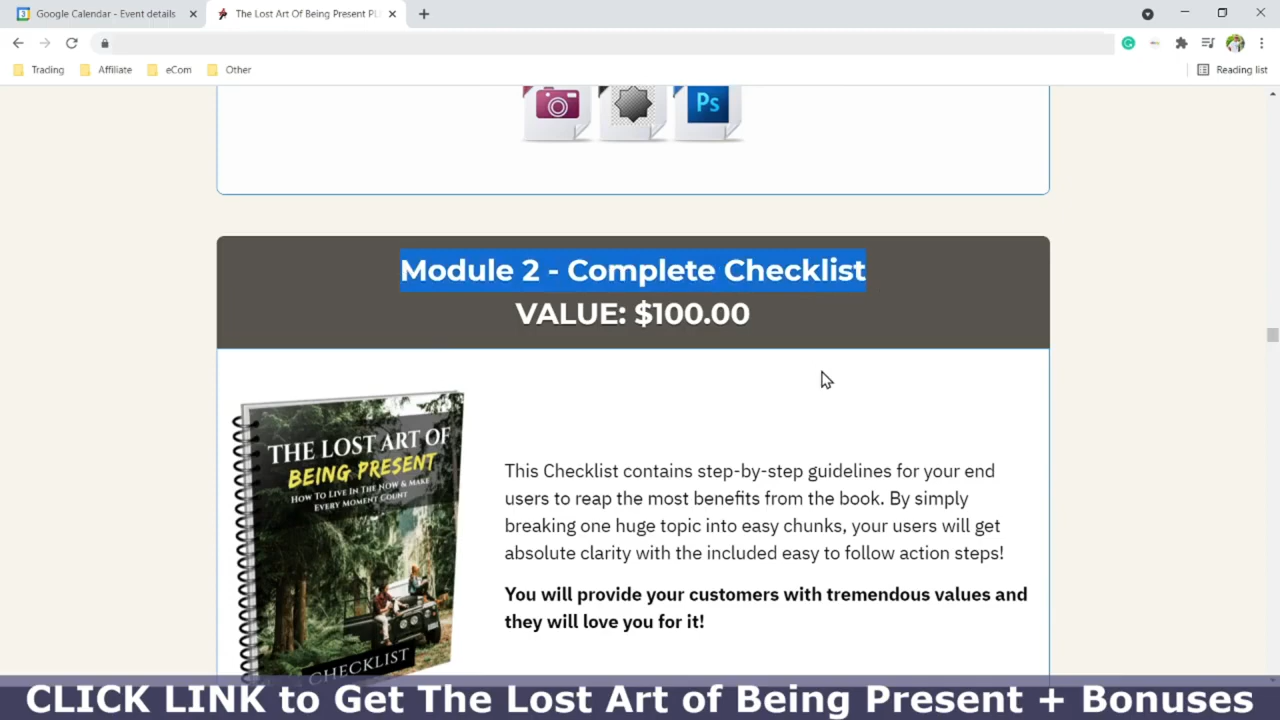 Google Calendar - Event details
The Lost Art Of Being Present PL
Trading
Affiliate
eCom
Other
Reading list
Ps
Module 2 - Complete Checklist
VALUE: $100.00
THE LOST ART OF
BEING PRESENT
HOW TO LIVE IN THE NOW & MAKE
EVERY MOMENT COUNT
CHECKLIST
This Checklist contains step-by-step guidelines for your end
users to reap the most benefits from the book. By simply
breaking one huge topic into easy chunks, your users will get
absolute clarity with the included easy to follow action steps!
You will provide your customers with tremendous values and
they will love you for it!
CLICK LINK to Get The Lost Art of Being Present + Bonuses